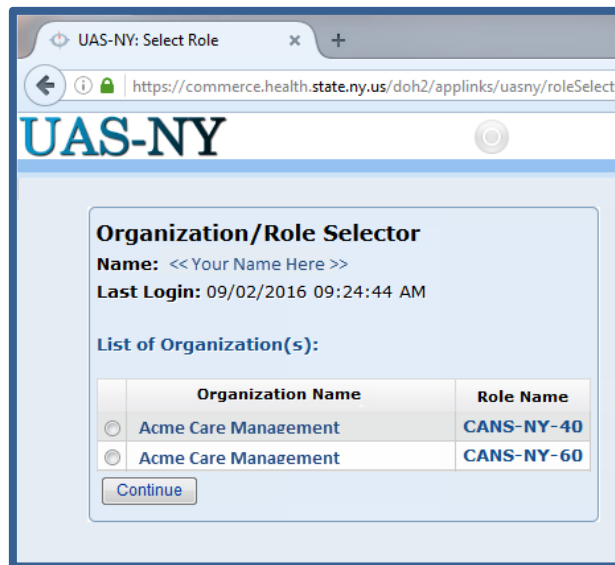 UAS-NY: Select Role × +
https://commerce.health.state.ny.us/doh2/applinks/uasny/roleSelect
UAS-NY
Organization/Role Selector
Name: << Your Name Here >>
Last Login: 09/02/2016 09:24:44 AM
List of Organization(s):
Organization Name Role Name
Acme Care Management CANS-NY-40
Acme Care Management CANS-NY-60
Continue